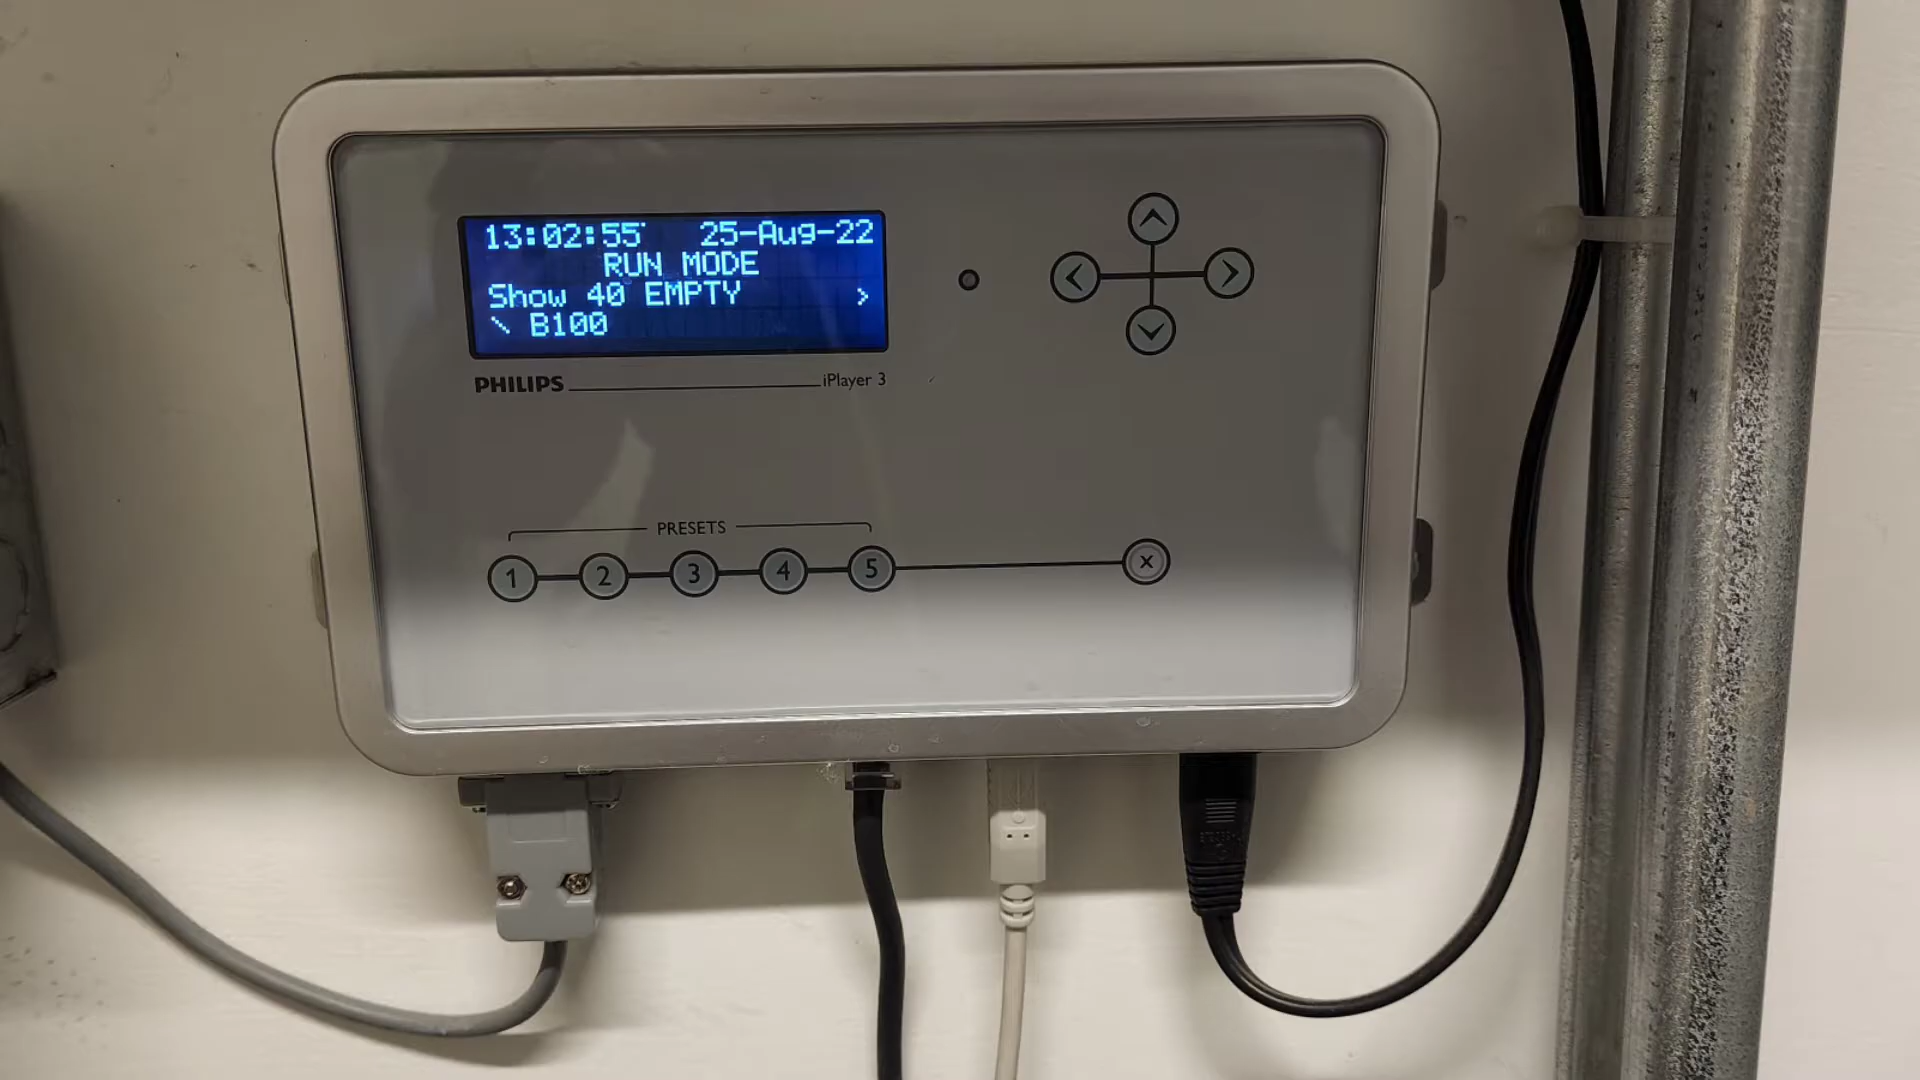 13:02:55 25-Aug-22
RUN MODE
Show 40 EMPTY >
\ B100
PHILIPS iPlayer 3
PRESETS
1 2 3 4 5 X